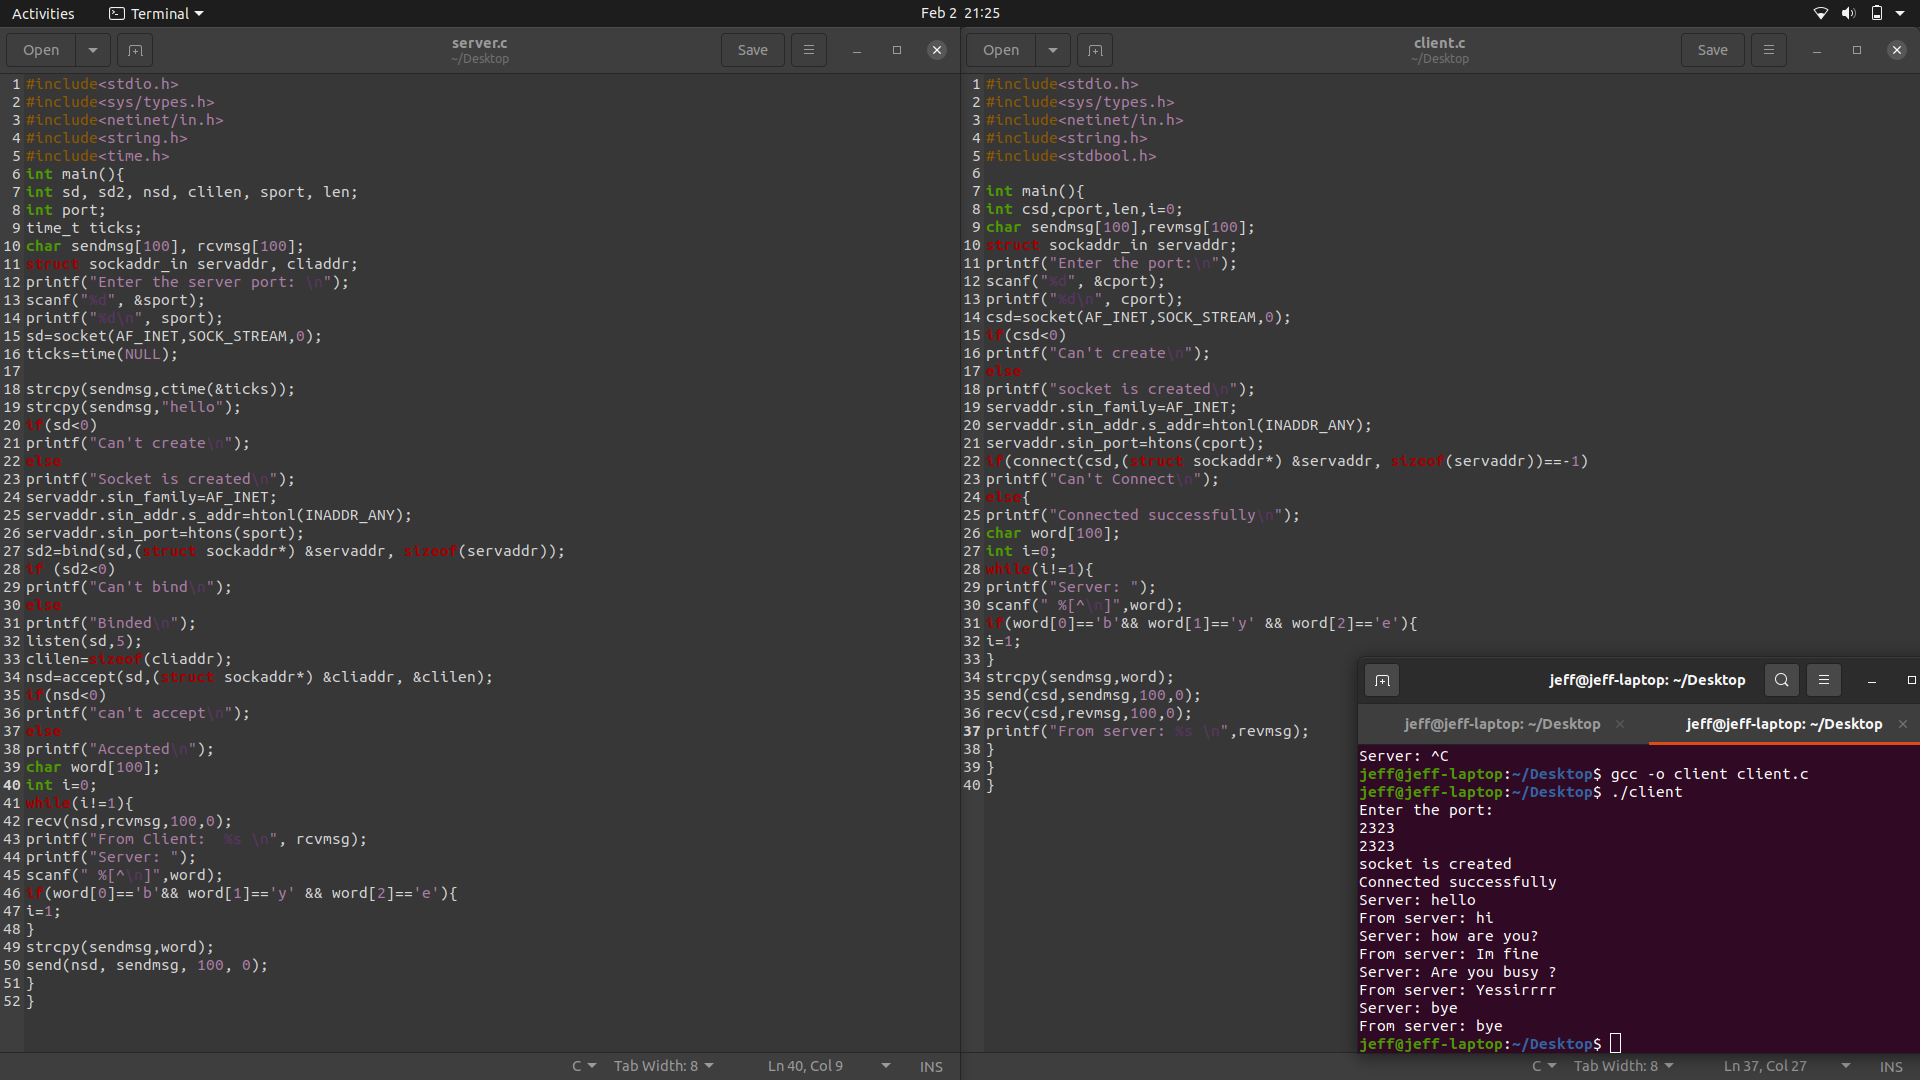 Activities
Terminal
Feb 2 21:25
Open
server.c
~/Desktop
Save
1 #include<stdio.h>
2 #include<sys/types.h>
3 #include<netinet/in.h>
4 #include<string.h>
5 #include<time.h>
6 int main(){
7 int sd, sd2, nsd, clilen, sport, len;
8 int port;
9 time_t ticks;
10 char sendmsg[100], rcvmsg[100];
11 struct sockaddr_in servaddr, cliaddr;
12 printf("Enter the server port: \n");
13 scanf("%d", &sport);
14 printf("%d\n", sport);
15 sd=socket(AF_INET,SOCK_STREAM,0);
16 ticks=time(NULL);
17
18 strcpy(sendmsg,ctime(&ticks));
19 strcpy(sendmsg,"hello");
20 if(sd<0)
21 printf("Can't create\n");
22 else
23 printf("Socket is created\n");
24 servaddr.sin_family=AF_INET;
25 servaddr.sin_addr.s_addr=htonl(INADDR_ANY);
26 servaddr.sin_port=htons(sport);
27 sd2=bind(sd,(struct sockaddr*) &servaddr, sizeof(servaddr));
28 if (sd2<0)
29 printf("Can't bind\n");
30 else
31 printf("Binded\n");
32 listen(sd,5);
33 clilen=sizeof(cliaddr);
34 nsd=accept(sd,(struct sockaddr*) &cliaddr, &clilen);
35 if(nsd<0)
36 printf("can't accept\n");
37 else
38 printf("Accepted\n");
39 char word[100];
40 int i=0;
41 while(i!=1){
42 recv(nsd,rcvmsg,100,0);
43 printf("From Client:  %s \n", rcvmsg);
44 printf("Server: ");
45 scanf(" %[^\n]",word);
46 if(word[0]=='b'&& word[1]=='y' && word[2]=='e'){
47 i=1;
48 }
49 strcpy(sendmsg,word);
50 send(nsd, sendmsg, 100, 0);
51 }
52 }
C
Tab Width: 8
Ln 40, Col 9
INS
Open
client.c
~/Desktop
Save
1 #include<stdio.h>
2 #include<sys/types.h>
3 #include<netinet/in.h>
4 #include<string.h>
5 #include<stdbool.h>
6
7 int main(){
8 int csd,cport,len,i=0;
9 char sendmsg[100],revmsg[100];
10 struct sockaddr_in servaddr;
11 printf("Enter the port:\n");
12 scanf("%d", &cport);
13 printf("%d\n", cport);
14 csd=socket(AF_INET,SOCK_STREAM,0);
15 if(csd<0)
16 printf("Can't create\n");
17 else
18 printf("socket is created\n");
19 servaddr.sin_family=AF_INET;
20 servaddr.sin_addr.s_addr=htonl(INADDR_ANY);
21 servaddr.sin_port=htons(cport);
22 if(connect(csd,(struct sockaddr*) &servaddr, sizeof(servaddr))==-1)
23 printf("Can't Connect\n");
24 else{
25 printf("Connected successfully\n");
26 char word[100];
27 int i=0;
28 while(i!=1){
29 printf("Server: ");
30 scanf(" %[^\n]",word);
31 if(word[0]=='b'&& word[1]=='y' && word[2]=='e'){
32 i=1;
33 }
34 strcpy(sendmsg,word);
35 send(csd,sendmsg,100,0);
36 recv(csd,revmsg,100,0);
37 printf("From server: %s \n",revmsg);
38 }
39 }
40 }
C
Tab Width: 8
Ln 37, Col 27
INS
jeff@jeff-laptop: ~/Desktop
jeff@jeff-laptop: ~/Desktop
jeff@jeff-laptop: ~/Desktop
Server: ^C
jeff@jeff-laptop:~/Desktop$ gcc -o client client.c
jeff@jeff-laptop:~/Desktop$ ./client
Enter the port:
2323
2323
socket is created
Connected successfully
Server: hello
From server: hi
Server: how are you?
From server: Im fine
Server: Are you busy ?
From server: Yessirrrr
Server: bye
From server: bye
jeff@jeff-laptop:~/Desktop$